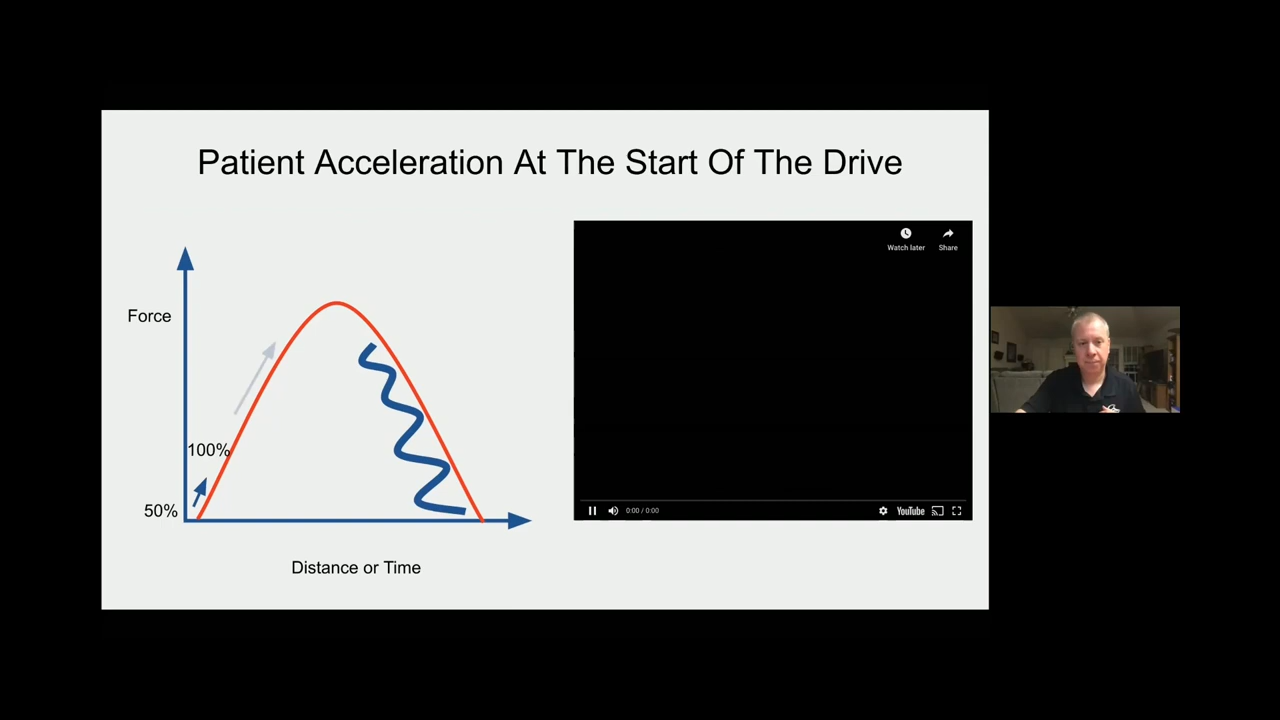 Patient Acceleration At The Start Of The Drive
Force
100%
50%
Distance or Time
Watch later
Share
0:00 / 0:00
YouTube